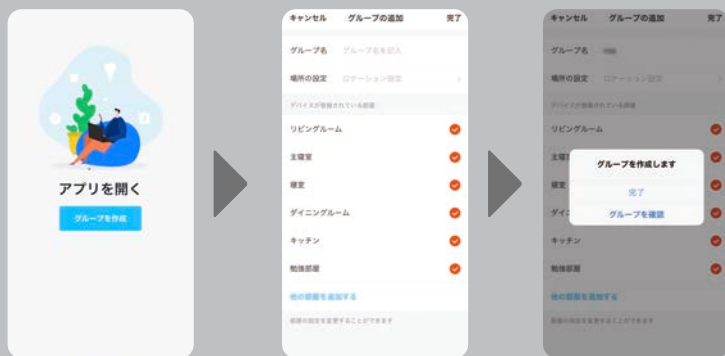 アプリを開く
グループを作成
キャンセル グループの追加 完了
グループ名 グループ名を記入
場所の設定 ロケーション設定
デバイスが登録されている部屋
リビングルーム
主寝室
寝室
ダイニングルーム
キッチン
勉強部屋
他の部屋を追加する
部屋の設定を変更することができます
キャンセル グループの追加 完了
グループ名
場所の設定 ロケーション設定
デバイスが登録されている部屋
リビングルーム
主寝
グループを作成します
寝室
完了
ダイニ
グループを確認
キッチン
勉強部屋
他の部屋を追加する
部屋の設定を変更することができます